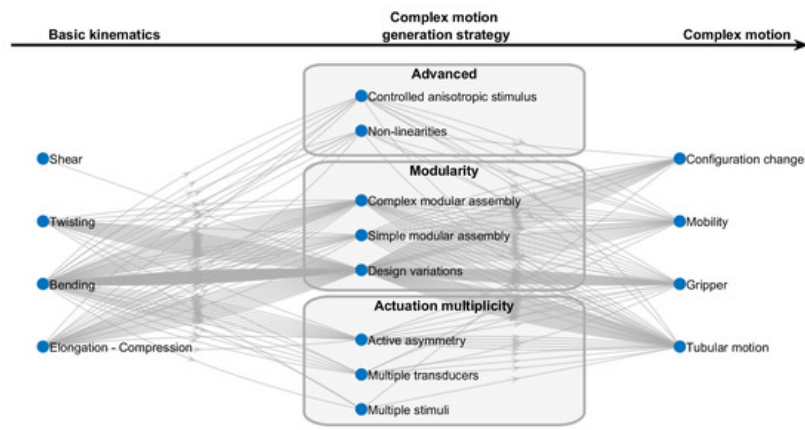 Basic kinematics
Complex motion
generation strategy
Complex motion
Advanced
Controlled anisotropic stimulus
Non-linearities
Shear
Configuration change
Modularity
Complex modular assembly
Twisting
Mobility
Simple modular assembly
Design variations
Bending
Gripper
Actuation multiplicity
Active asymmetry
Elongation - Compression
Tubular motion
Multiple transducers
Multiple stimuli